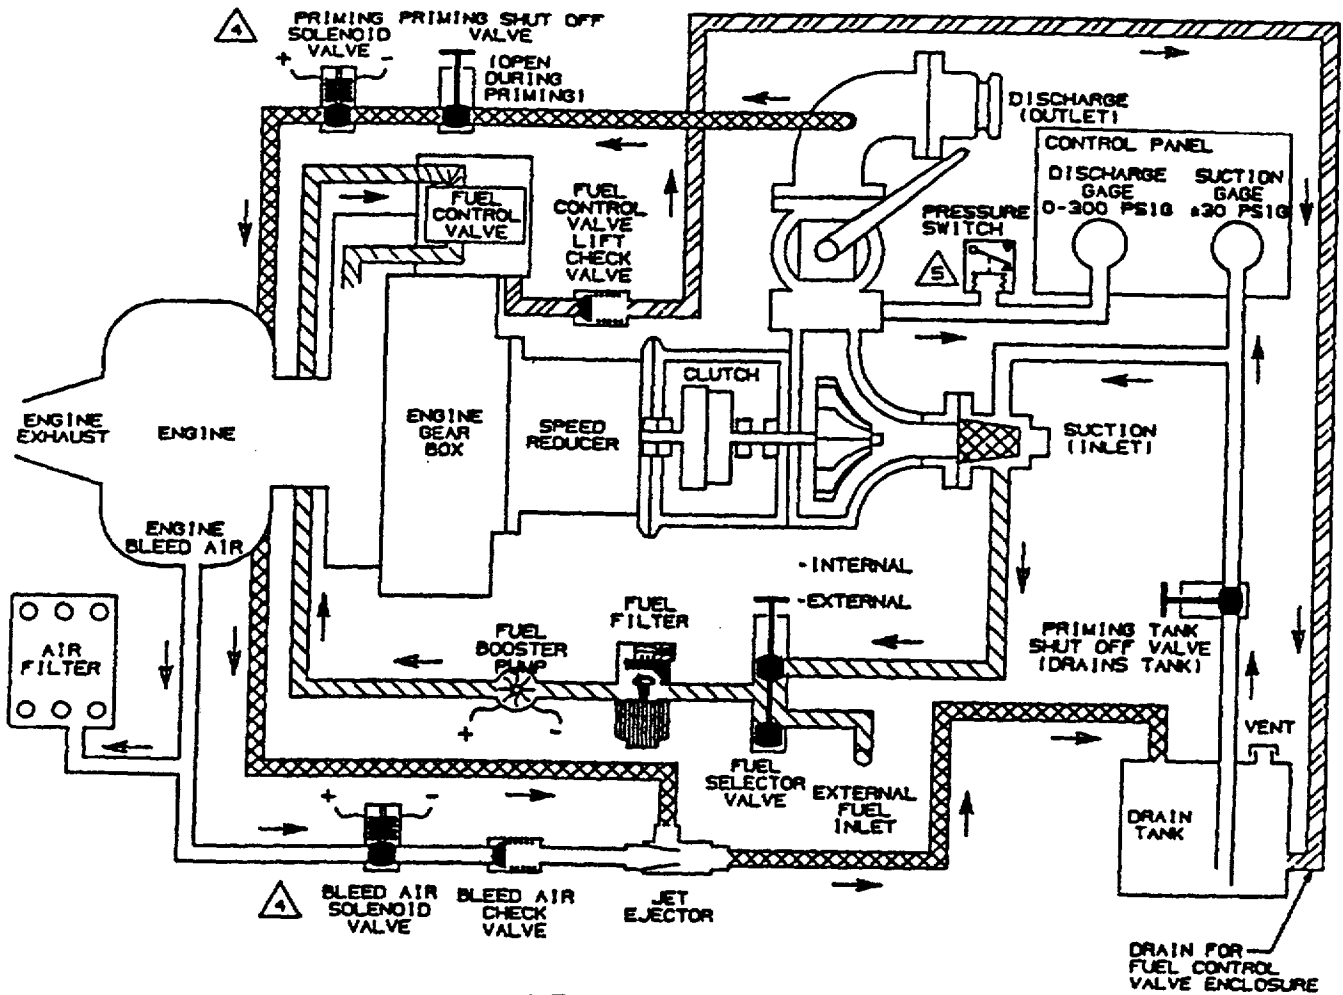 4
PRIMING
SOLENOID
VALVE
+ -
PRIMING SHUT OFF
VALVE
(OPEN
DURING
PRIMING)
DISCHARGE
(OUTLET)
CONTROL PANEL
DISCHARGE
GAGE
0-300 PSIG
SUCTION
GAGE
±30 PSIG
FUEL
CONTROL
VALVE
FUEL
CONTROL
VALVE
LIFT
CHECK
VALVE
PRESSURE
SWITCH
5
ENGINE
EXHAUST
ENGINE
ENGINE
GEAR
BOX
SPEED
REDUCER
CLUTCH
SUCTION
(INLET)
ENGINE
BLEED AIR
-INTERNAL
-EXTERNAL
AIR
FILTER
FUEL
BOOSTER
PUMP
+ -
FUEL
FILTER
PRIMING TANK
SHUT OFF VALVE
(DRAINS TANK)
VENT
FUEL
SELECTOR
VALVE
EXTERNAL
FUEL
INLET
DRAIN
TANK
+ -
4
BLEED AIR
SOLENOID
VALVE
BLEED AIR
CHECK
VALVE
JET
EJECTOR
DRAIN FOR
FUEL CONTROL
VALVE ENCLOSURE